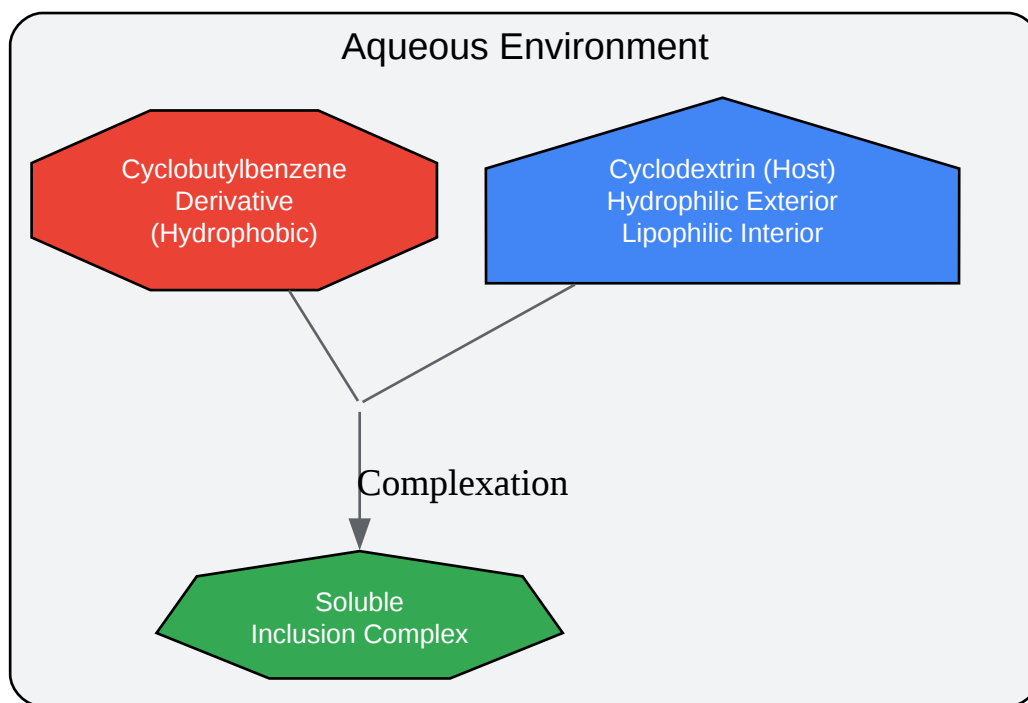 Aqueous Environment
Cyclobutylbenzene
Derivative
(Hydrophobic)
Cyclodextrin (Host)
Hydrophilic Exterior
Lipophilic Interior
Complexation
Soluble
Inclusion Complex